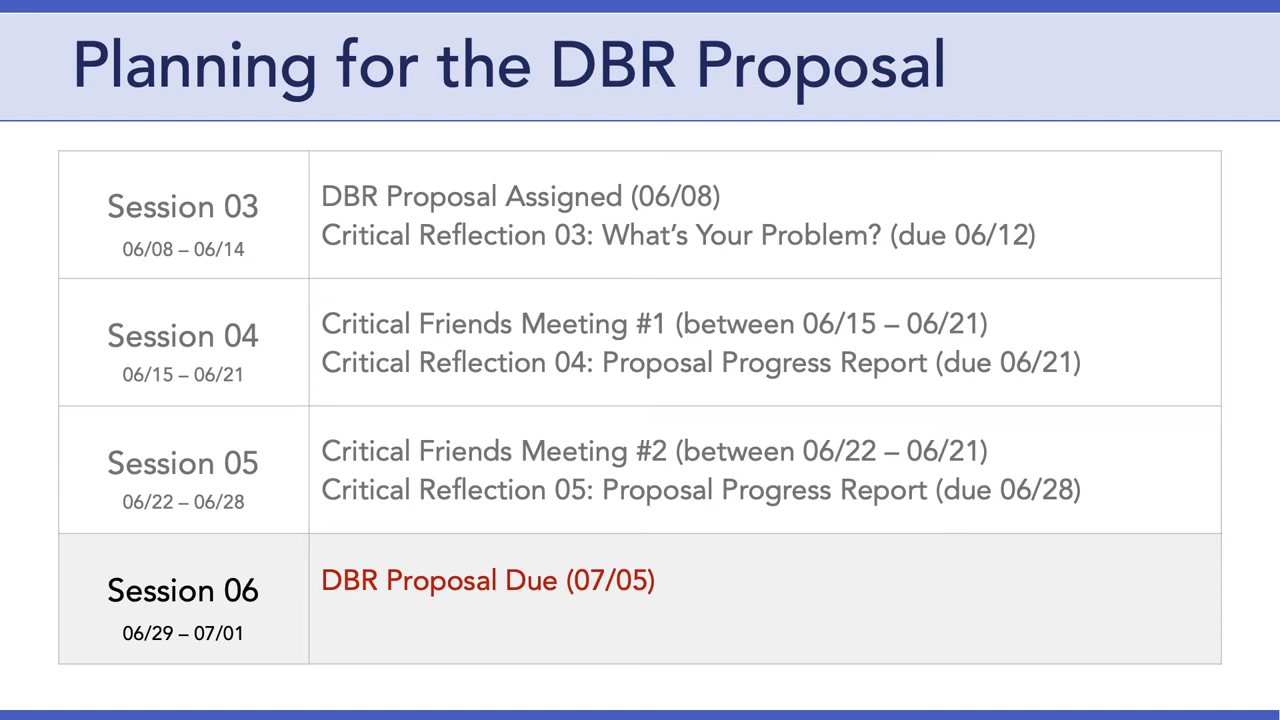 Planning for the DBR Proposal
Session 03
06/08 – 06/14
DBR Proposal Assigned (06/08)
Critical Reflection 03: What's Your Problem? (due 06/12)
Session 04
06/15 – 06/21
Critical Friends Meeting #1 (between 06/15 – 06/21)
Critical Reflection 04: Proposal Progress Report (due 06/21)
Session 05
06/22 – 06/28
Critical Friends Meeting #2 (between 06/22 – 06/21)
Critical Reflection 05: Proposal Progress Report (due 06/28)
Session 06
06/29 – 07/01
DBR Proposal Due (07/05)